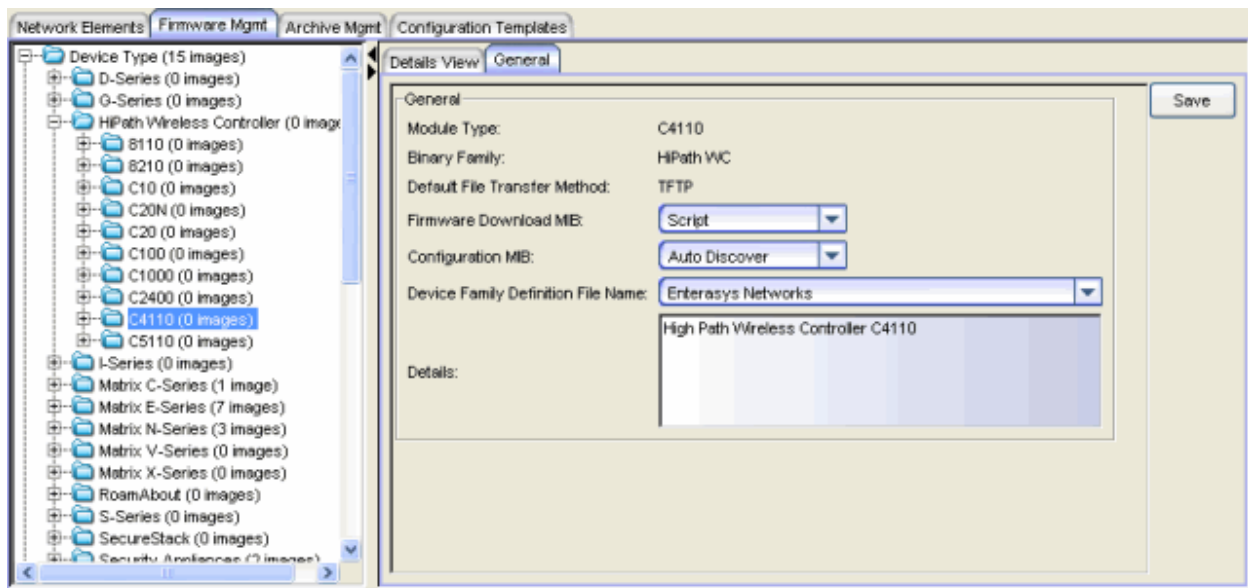 Network Elements Firmware Mgmt Archive Mgmt Configuration Templates
Device Type (15 images)
D-Series (0 images)
G-Series (0 images)
HiPath Wireless Controller (0 image
8110 (0 images)
8210 (0 images)
C10 (0 images)
C20N (0 images)
C20 (0 images)
C100 (0 images)
C1000 (0 images)
C2400 (0 images)
C4110 (0 images)
C5110 (0 images)
I-Series (0 images)
Matrix C-Series (1 image)
Matrix E-Series (7 images)
Matrix N-Series (3 images)
Matrix V-Series (0 images)
Matrix X-Series (0 images)
RoamAbout (0 images)
S-Series (0 images)
SecureStack (0 images)
Security Appliances (2 images)
Details View General
General
Save
Module Type: C4110
Binary Family: HiPath WC
Default File Transfer Method: TFTP
Firmware Download MIB: Script
Configuration MIB: Auto Discover
Device Family Definition File Name: Enterasys Networks
Details: High Path Wireless Controller C4110